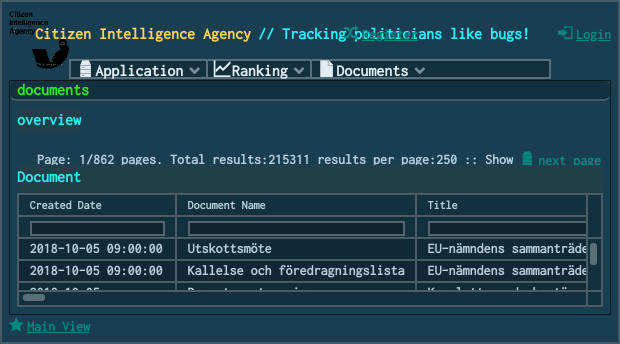 Citizen
Intelligence
Agency
Citizen Intelligence Agency // Tracking politicians like bugs!
Register
Login
Application Ranking Documents
documents
overview
Page: 1/862 pages. Total results:215311 results per page:250 :: Show next page
Document
Created Date Document Name Title
2018-10-05 09:00:00 Utskottsmöte EU-nämndens sammanträde
2018-10-05 09:00:00 Kallelse och föredragningslista EU-nämndens sammanträde
Main View